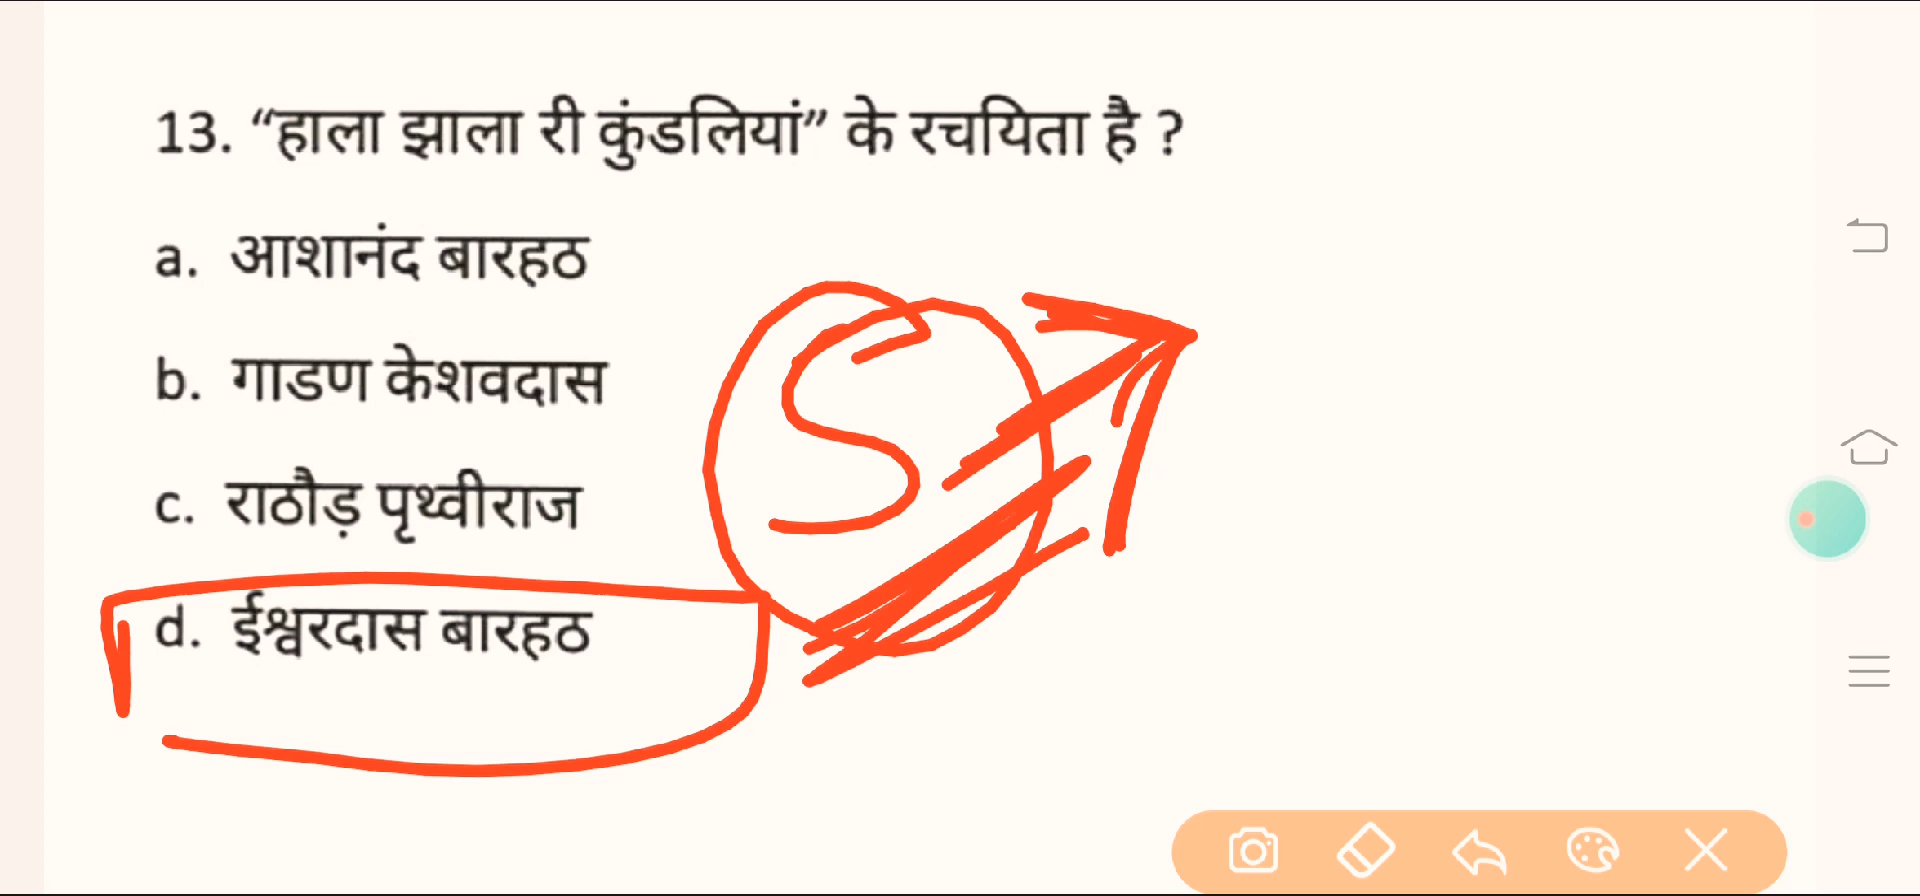 13. “हाला झाला री कुंडलियां” के रचयिता है ?
a. आशानंद बारहठ
b. गाडण केशवदास
c. राठौड़ पृथ्वीराज
d. ईश्वरदास बारहठ
S